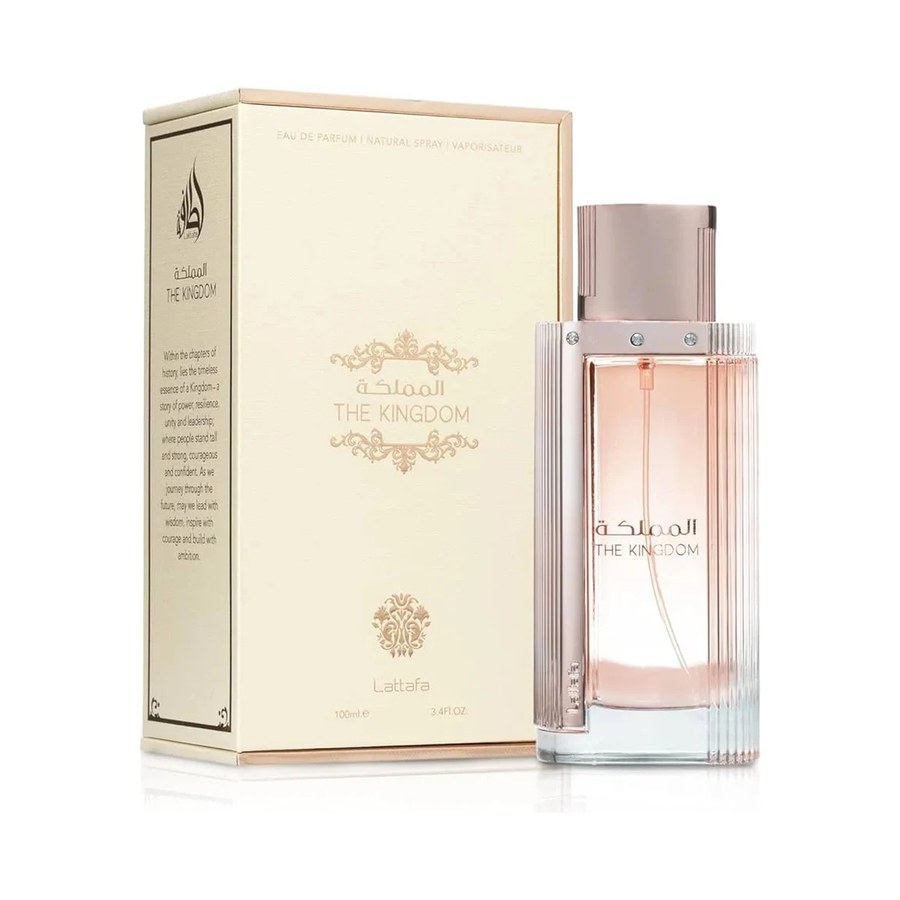 EAU DE PARFUM | NATURAL SPRAY | VAPORISATEUR
المملكة
THE KINGDOM
Lattafa
100ml.e 3.4Fl.OZ.
لطافة
Lattafa
المملكة
THE KINGDOM
Within the chapters of
history, lies the timeless
essence of a Kingdom—a
story of power, resilience,
unity and leadership;
where people stand tall
and strong, courageous
and confident. As we
journey through the
future, may we lead with
wisdom, inspire with
courage and build with
ambition.
المملكة
THE KINGDOM
Lattafa